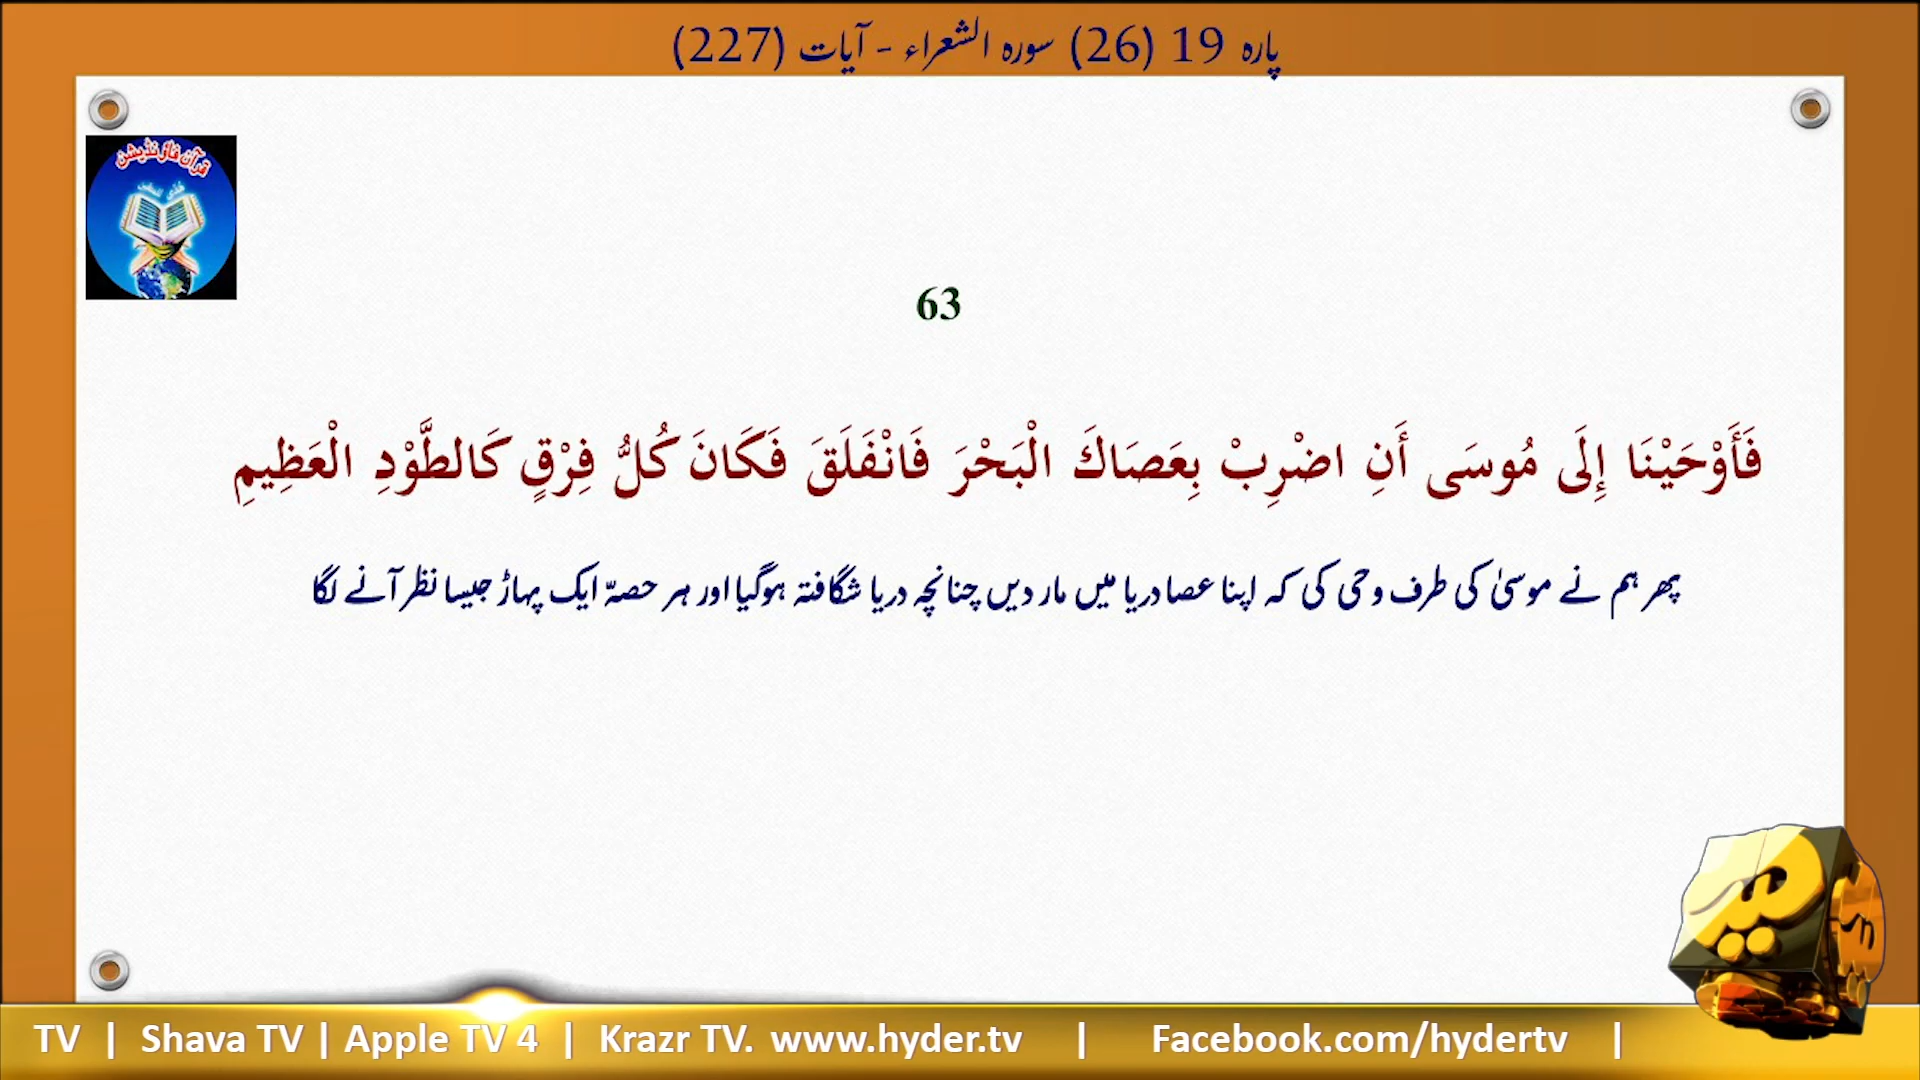 پارہ 19 (26) سورہ الشعراء - آیات (227)
قرآن فاؤنڈیشن
63
فَأَوْحَيْنَا إِلَى مُوسَى أَنِ اضْرِبْ بِعَصَاكَ الْبَحْرَ فَانْفَلَقَ فَكَانَ كُلُّ فِرْقٍ كَالطَّوْدِ الْعَظِيمِ
پھر ہم نے موسیٰ کی طرف وحی کی کہ اپنا عصا دریا میں مار دیں چنانچہ دریا شگافتہ ہوگیا اور ہر حصہّ ایک پہاڑ جیسا نظر آنے لگا
TV | Shava TV | Apple TV 4 | Krazr TV. www.hyder.tv | Facebook.com/hydertv |